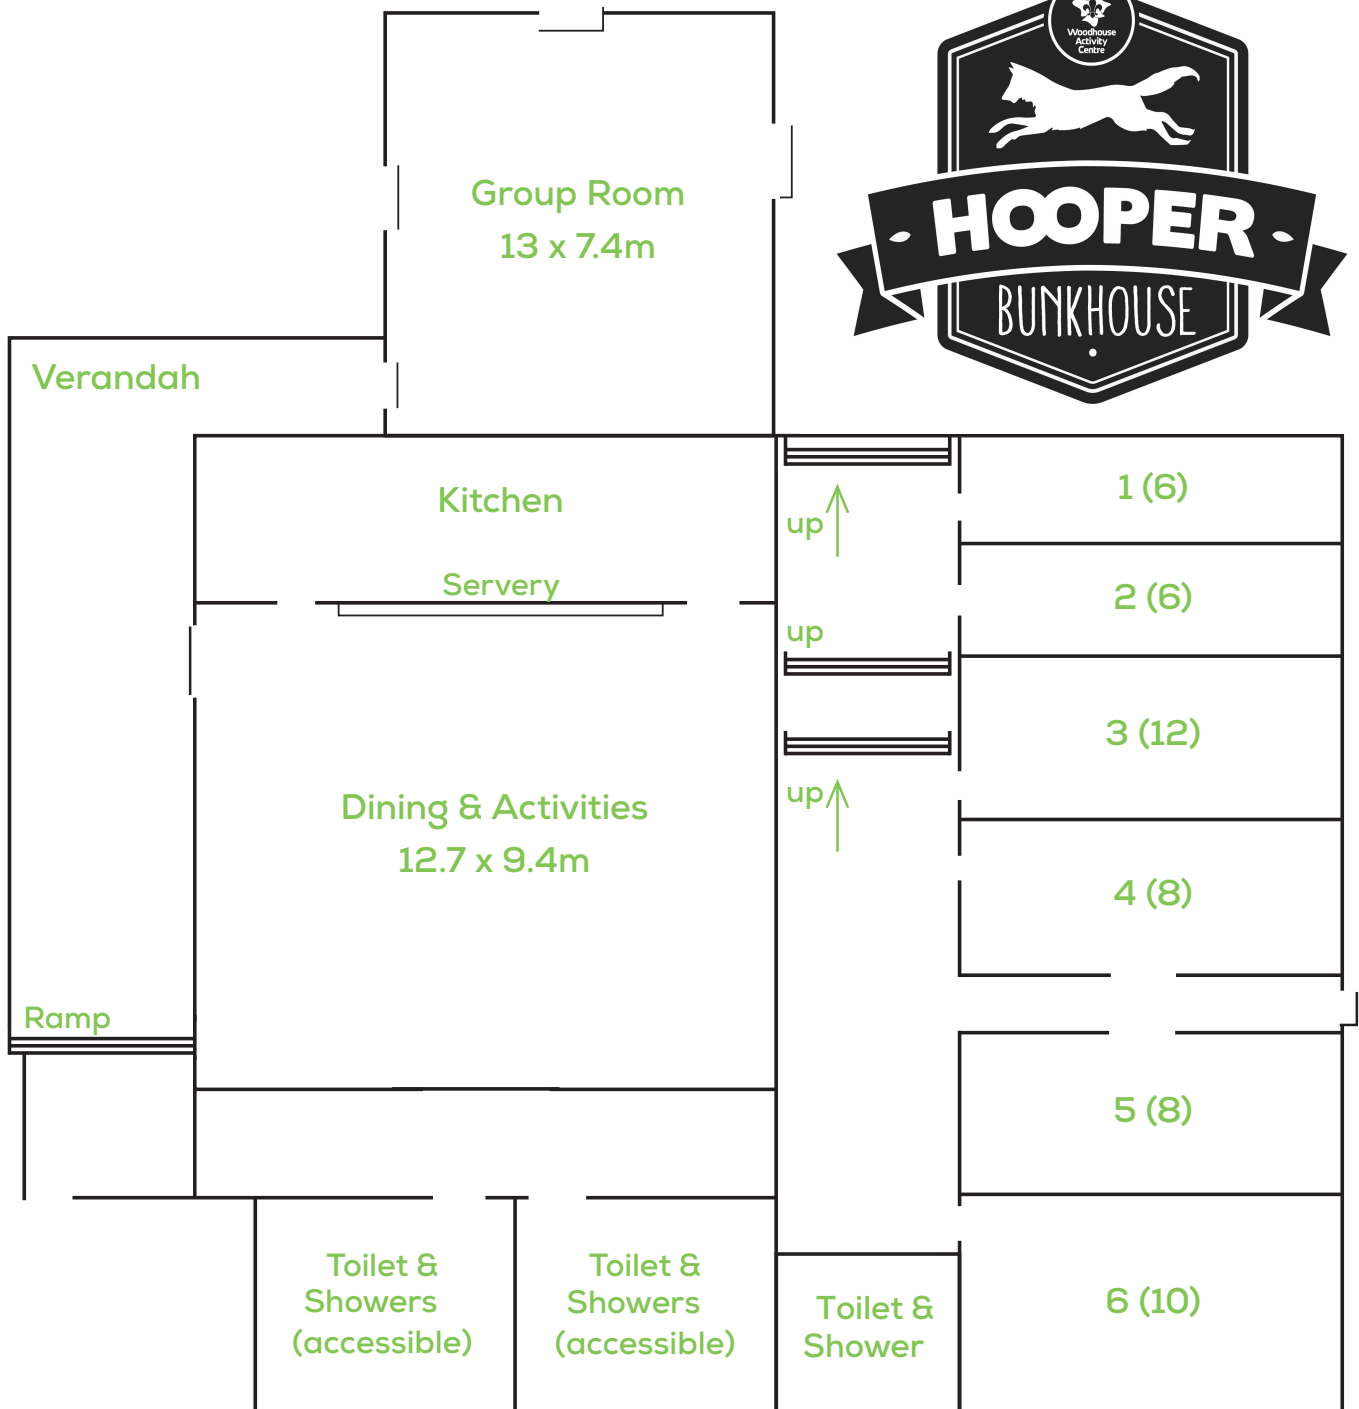 Woodhouse
Activity
Centre
HOOPER
BUNKHOUSE
Group Room
13 x 7.4m
Verandah
Kitchen
Servery
up
up
up
1 (6)
2 (6)
3 (12)
4 (8)
5 (8)
6 (10)
Dining & Activities
12.7 x 9.4m
Ramp
Toilet &
Showers
(accessible)
Toilet &
Showers
(accessible)
Toilet &
Shower